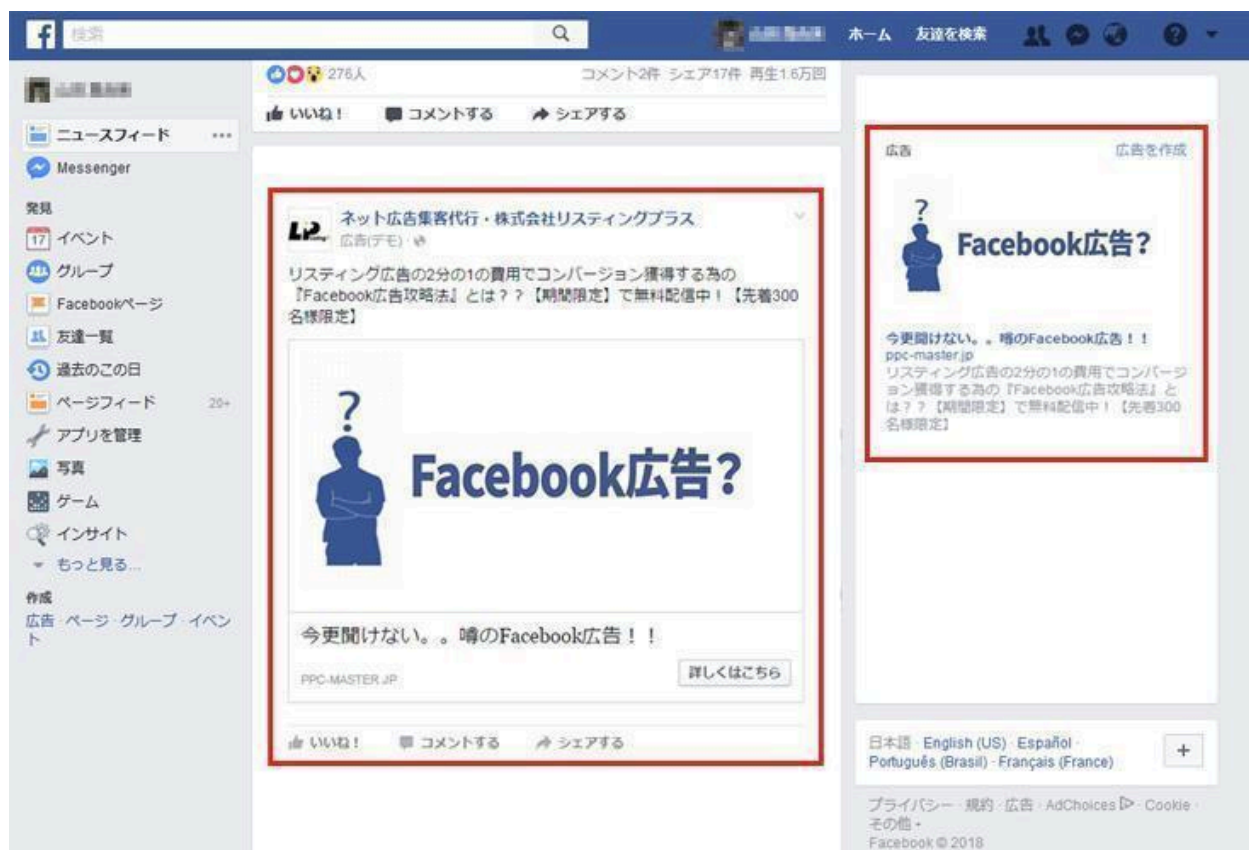 f
検索
ホーム
友達を検索
ニュースフィード
Messenger
発見
17 イベント
グループ
Facebookページ
友達一覧
過去のこの日
ページフィード 20+
アプリを管理
写真
ゲーム
インサイト
もっと見る...
作成
広告 · ページ · グループ · イベン
ト
276人
コメント2件 シェア17件 再生1.6万回
いいね！ コメントする シェアする
LP.
ネット広告集客代行・株式会社リスティングプラス
広告(デモ) ·
リスティング広告の2分の1の費用でコンバージョン獲得する為の
『Facebook広告攻略法』とは？？【期間限定】で無料配信中！【先着300
名様限定】
?
Facebook広告？
今更聞けない。。噂のFacebook広告！！
PPC-MASTER.JP
詳しくはこちら
いいね！ コメントする シェアする
広告 広告を作成
?
Facebook広告？
今更聞けない。。噂のFacebook広告！！
ppc-master.jp
リスティング広告の2分の1の費用でコンバージ
ョン獲得する為の『Facebook広告攻略法』と
は？？【期間限定】で無料配信中！【先着300
名様限定】
日本語 · English (US) · Español ·
Português (Brasil) · Français (France)
+
プライバシー · 規約 · 広告 · AdChoices · Cookie ·
その他
Facebook © 2018